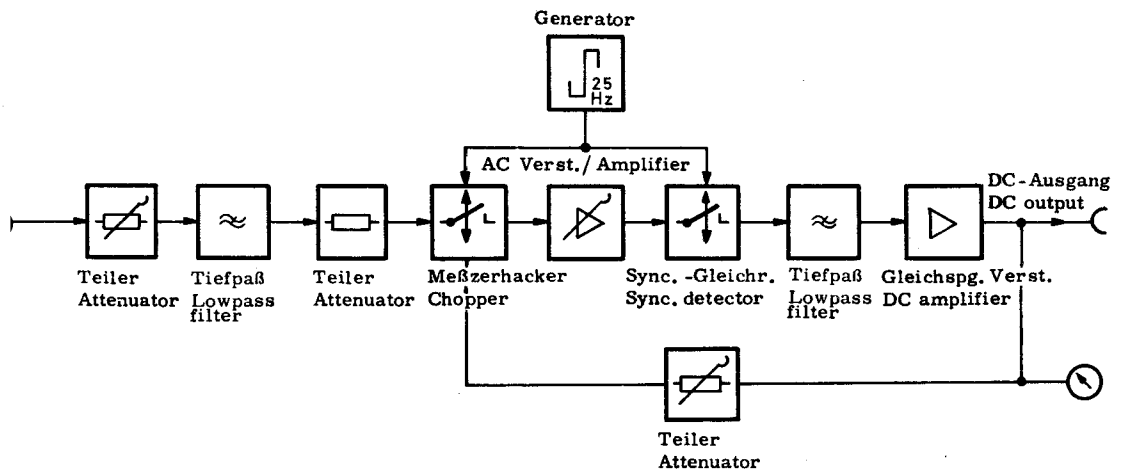 Generator
25
Hz
AC Verst./ Amplifier
DC-Ausgang
DC output
Teiler
Attenuator
Tiefpaß
Lowpass
filter
Teiler
Attenuator
Meßzerhacker
Chopper
Sync. -Gleichr.
Sync. detector
Tiefpaß
Lowpass
filter
Gleichspg. Verst.
DC amplifier
Teiler
Attenuator